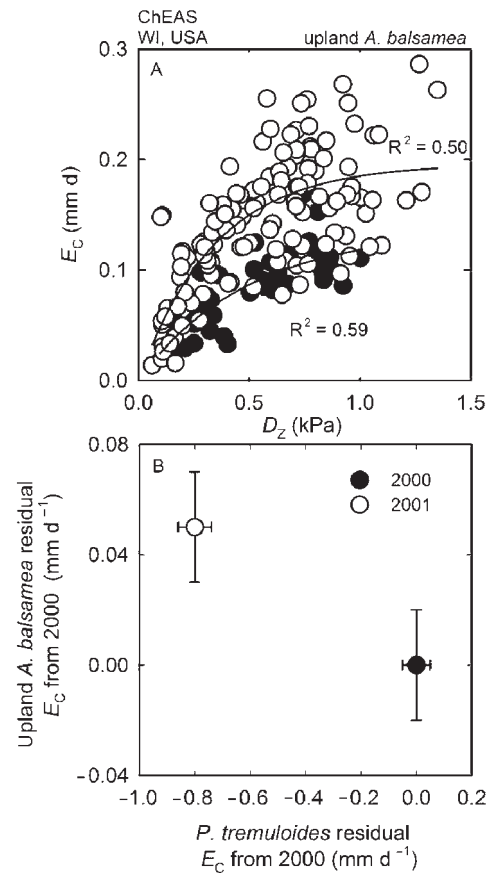 ChEAS
WI, USA
upland A. balsamea
A
0.3
0.2
0.1
0.0
E_C (mm d)
R² = 0.50
R² = 0.59
0.0 0.5 1.0 1.5
D_Z (kPa)
B
2000
2001
0.08
0.04
0.00
−0.04
Upland A. balsamea residual
E_C from 2000 (mm d⁻¹)
−1.0 −0.8 −0.6 −0.4 −0.2 0.0 0.2
P. tremuloides residual
E_C from 2000 (mm d⁻¹)